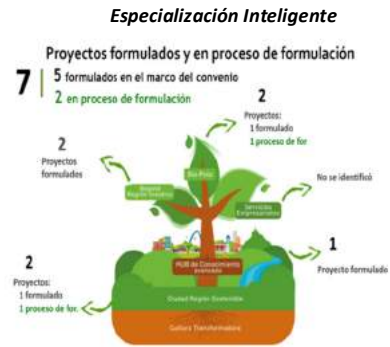 Especialización Inteligente
Proyectos formulados y en proceso de formulación
7
5 formulados en el marco del convenio
2 en proceso de formulación
2
Proyectos:
1 formulado
1 proceso de for
2
Proyectos
formulados
Bio-Polo
Bogotá
Región Creativa
Servicios
Empresariales
No se identificó
HUB de Conocimiento
avanzado
1
Proyecto formulado
2
Proyectos:
1 formulado
1 proceso de for.
Ciudad Región Sostenible
Cultura Transformadora